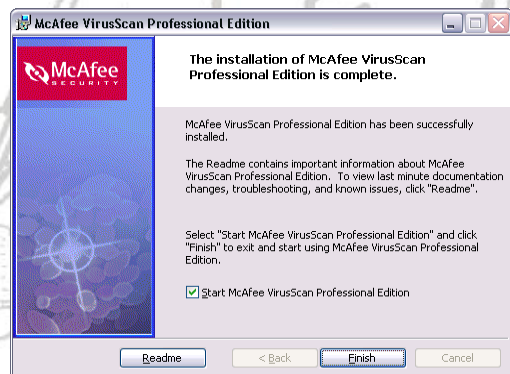 McAfee VirusScan Professional Edition
McAfee
SECURITY
The installation of McAfee VirusScan
Professional Edition is complete.
McAfee VirusScan Professional Edition has been successfully
installed.
The Readme contains important information about McAfee
VirusScan Professional Edition. To view last minute documentation
changes, troubleshooting, and known issues, click "Readme".
Select "Start McAfee VirusScan Professional Edition" and click
"Finish" to exit and start using McAfee VirusScan Professional
Edition.
Start McAfee VirusScan Professional Edition
Readme
< Back
Finish
Cancel